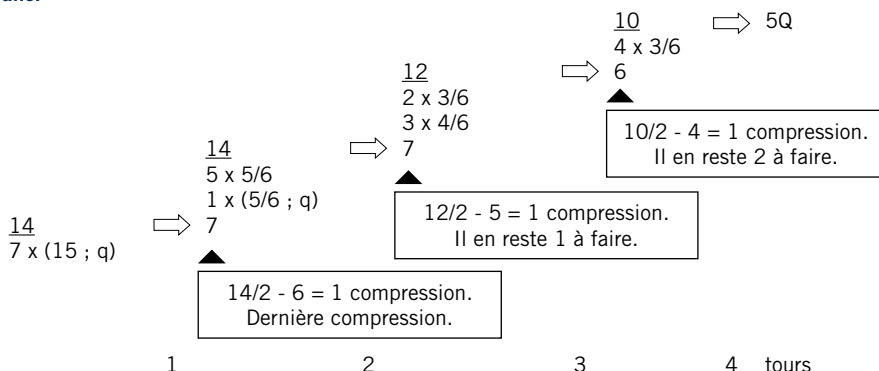 14
7 x (15 ; q)
14
5 x 5/6
1 x (5/6 ; q)
7
14/2 - 6 = 1 compression.
Dernière compression.
12
2 x 3/6
3 x 4/6
7
12/2 - 5 = 1 compression.
Il en reste 1 à faire.
10
4 x 3/6
6
10/2 - 4 = 1 compression.
Il en reste 2 à faire.
5Q
1 2 3 4 tours